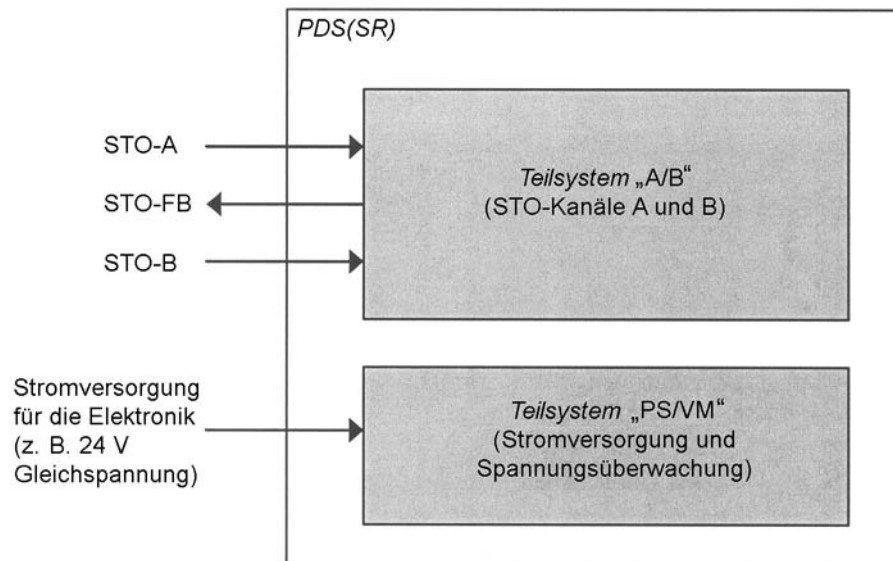 PDS(SR)
STO-A
STO-FB
STO-B
Teilsystem „A/B“
(STO-Kanäle A und B)
Stromversorgung
für die Elektronik
(z. B. 24 V
Gleichspannung)
Teilsystem „PS/VM“
(Stromversorgung und
Spannungsüberwachung)